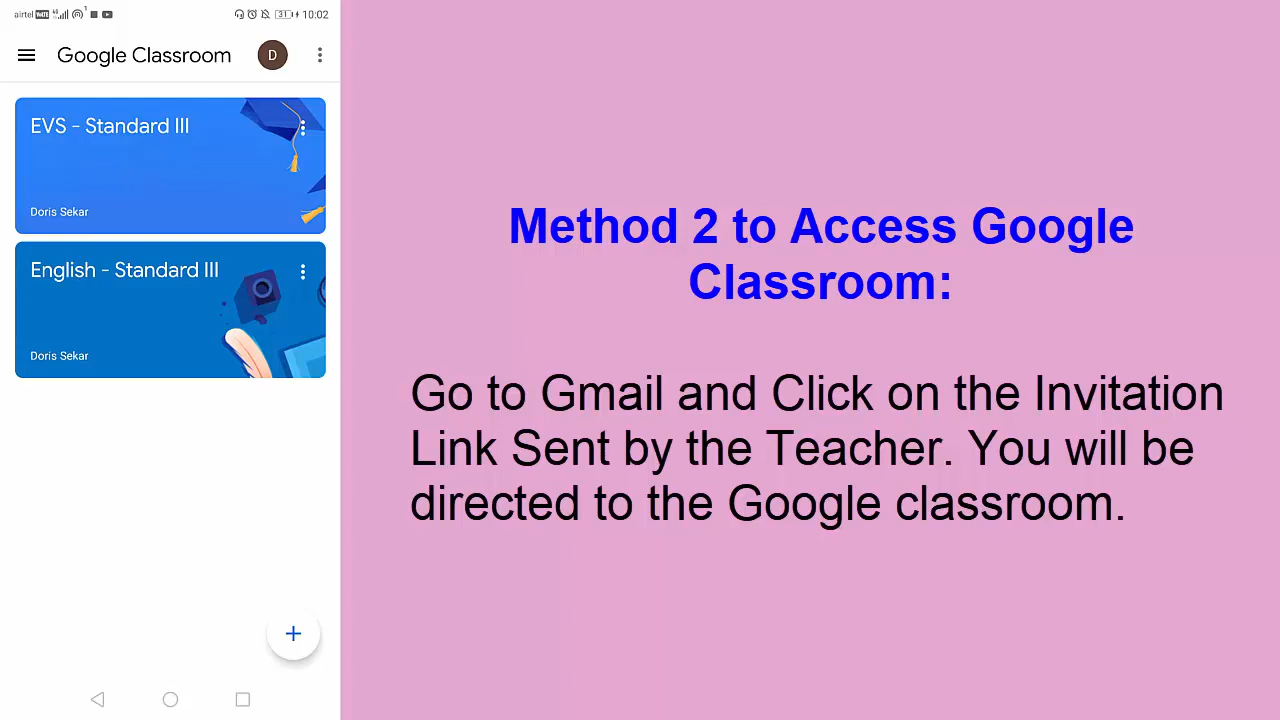 airtel VoLTE 31 10:02
Google Classroom D
EVS - Standard III
Doris Sekar
English - Standard III
Doris Sekar
Method 2 to Access Google
Classroom:
Go to Gmail and Click on the Invitation
Link Sent by the Teacher. You will be
directed to the Google classroom.